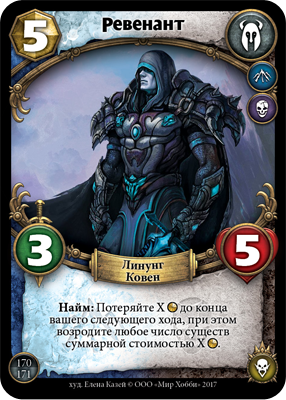 Ревенант
5
3
5
Линунг
Ковен
Найм: Потеряйте X до конца
вашего следующего хода, при этом
возродите любое число существ
суммарной стоимостью X .
170
171
худ. Елена Казей © ООО «Мир Хобби» 2017